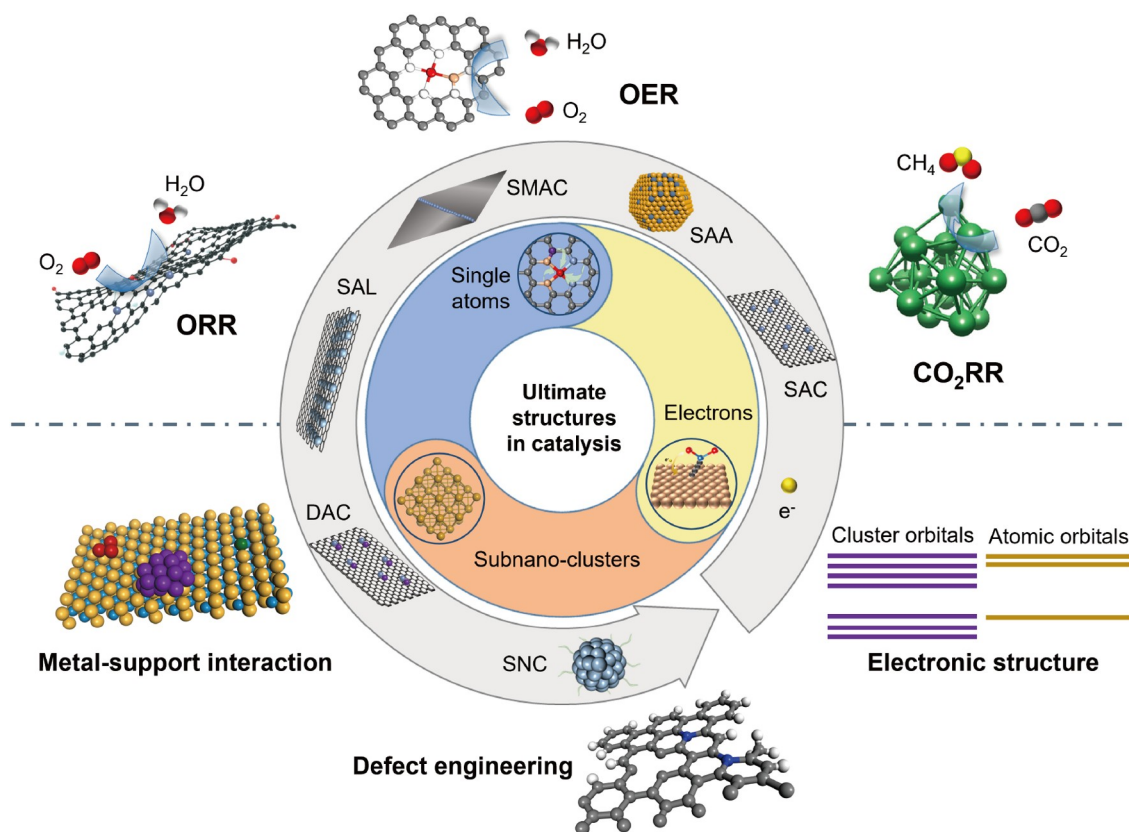 H₂O
OER
O₂
CH₄
CO₂
CO₂RR
H₂O
O₂
ORR
SMAC
SAA
SAL
SAC
DAC
e⁻
SNC
Single
atoms
Electrons
Subnano-clusters
Ultimate
structures
in catalysis
Cluster orbitals
Atomic orbitals
Metal-support interaction
Electronic structure
Defect engineering